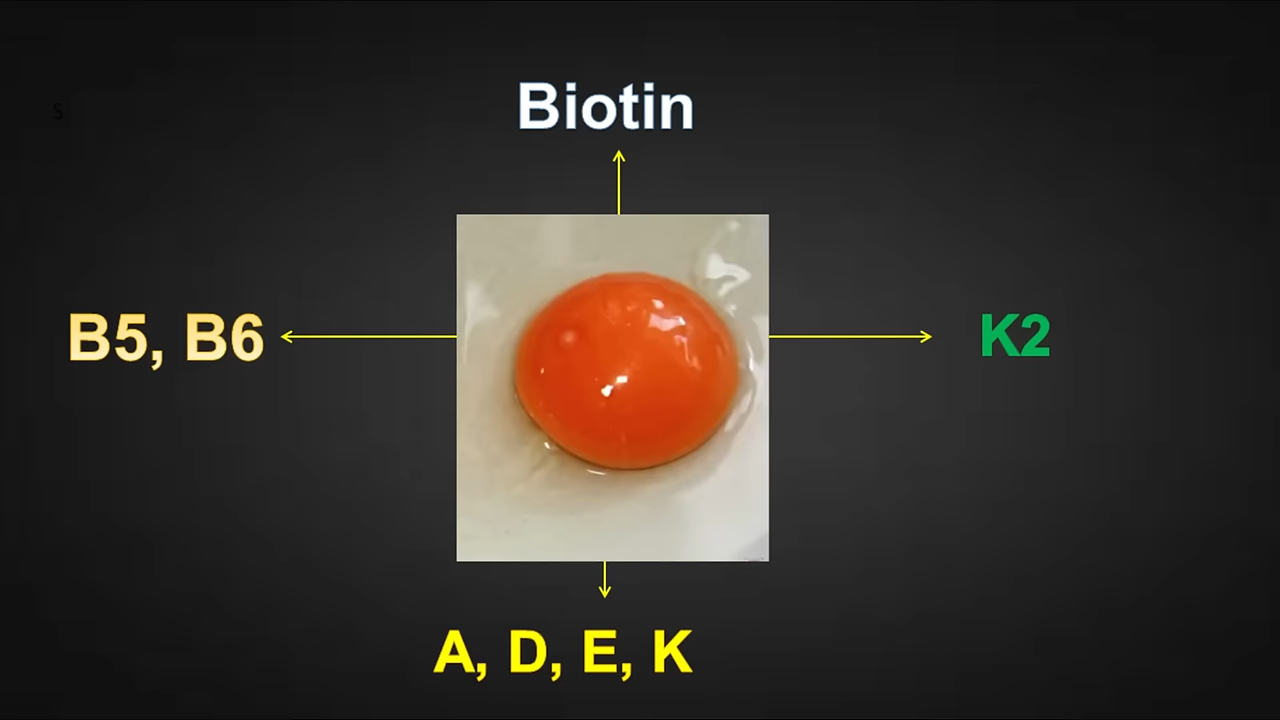 Biotin
B5, B6
K2
A, D, E, K